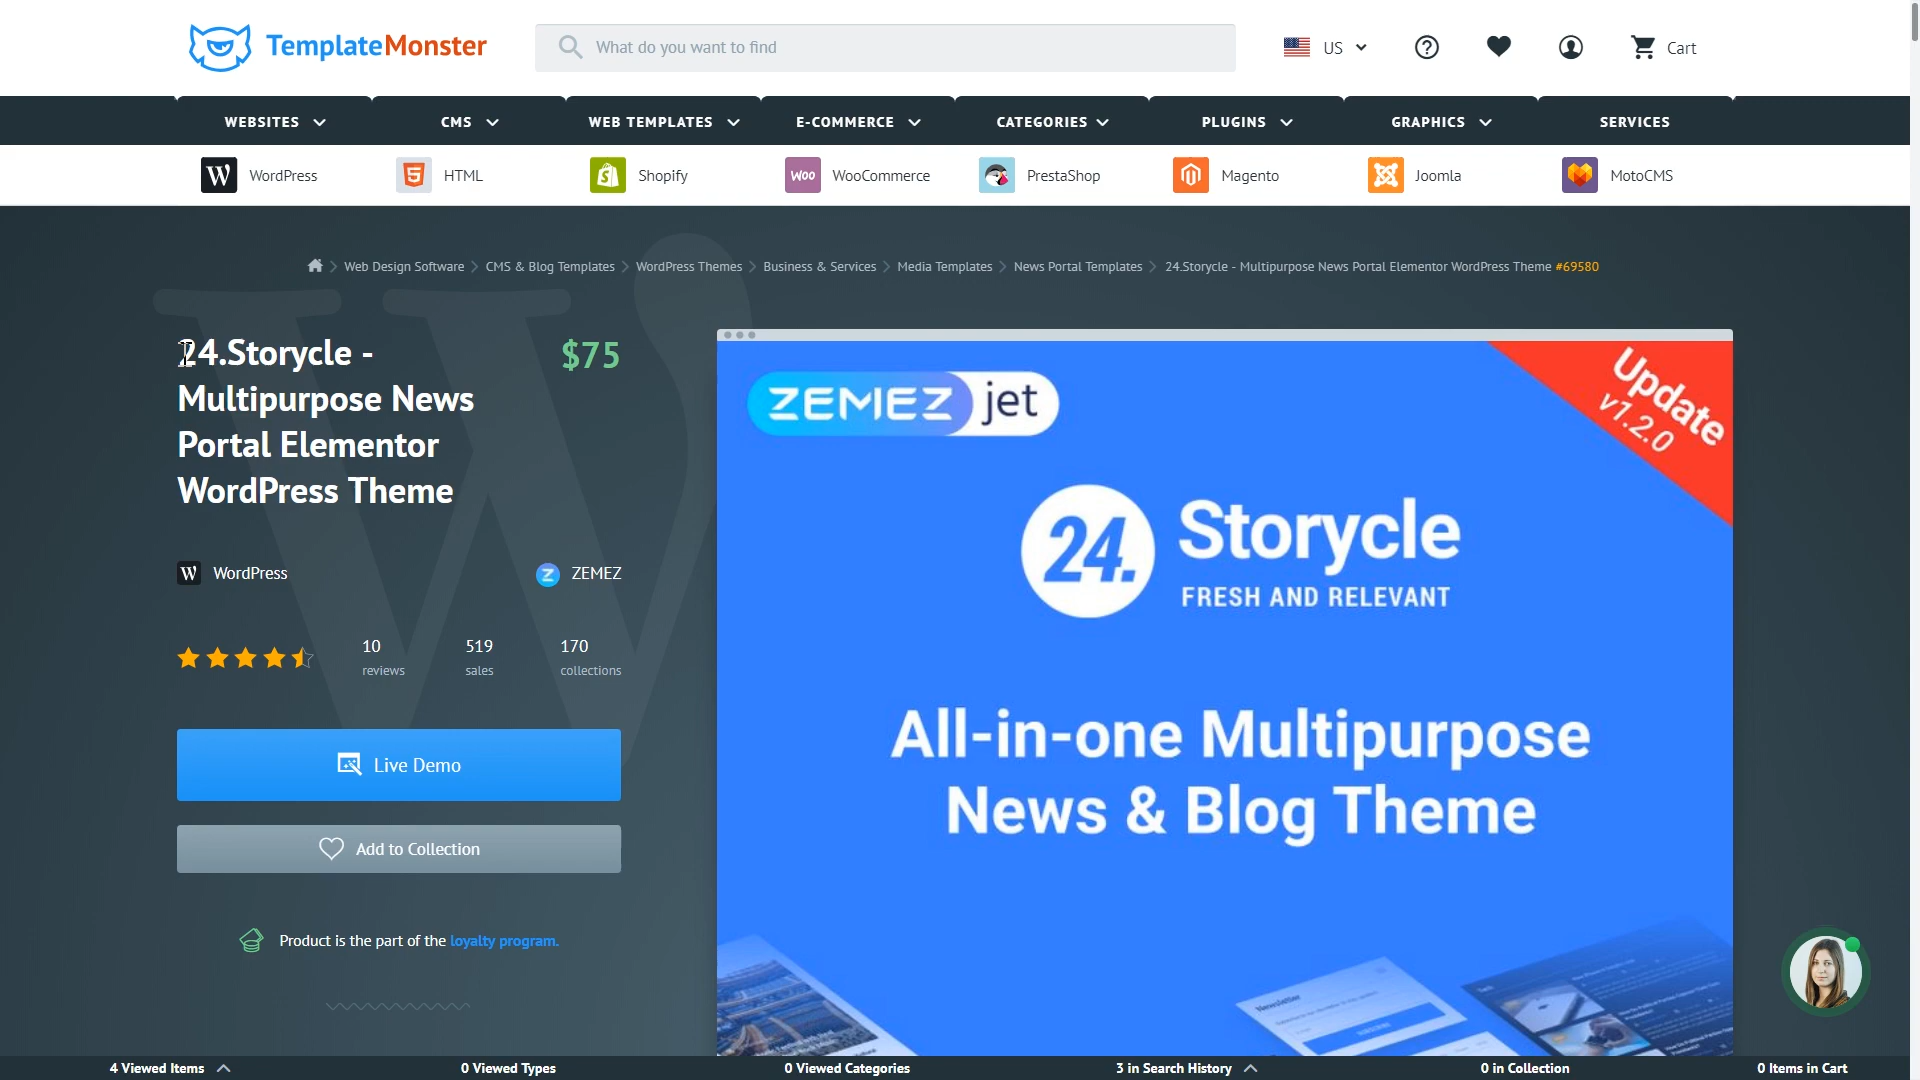 TemplateMonster
What do you want to find
US
Cart
WEBSITES
CMS
WEB TEMPLATES
E-COMMERCE
CATEGORIES
PLUGINS
GRAPHICS
SERVICES
WordPress
HTML
Shopify
WooCommerce
PrestaShop
Magento
Joomla
MotoCMS
Web Design Software
CMS & Blog Templates
WordPress Themes
Business & Services
Media Templates
News Portal Templates
24.Storycle - Multipurpose News Portal Elementor WordPress Theme #69580
24.Storycle -
Multipurpose News
Portal Elementor
WordPress Theme
$75
WordPress
ZEMEZ
10
reviews
519
sales
170
collections
Live Demo
Add to Collection
Product is the part of the loyalty program.
ZEMEZ jet
Update
v1.2.0
24.
Storycle
FRESH AND RELEVANT
All-in-one Multipurpose
News & Blog Theme
Newsletter
4 Viewed Items
0 Viewed Types
0 Viewed Categories
3 in Search History
0 in Collection
0 Items in Cart